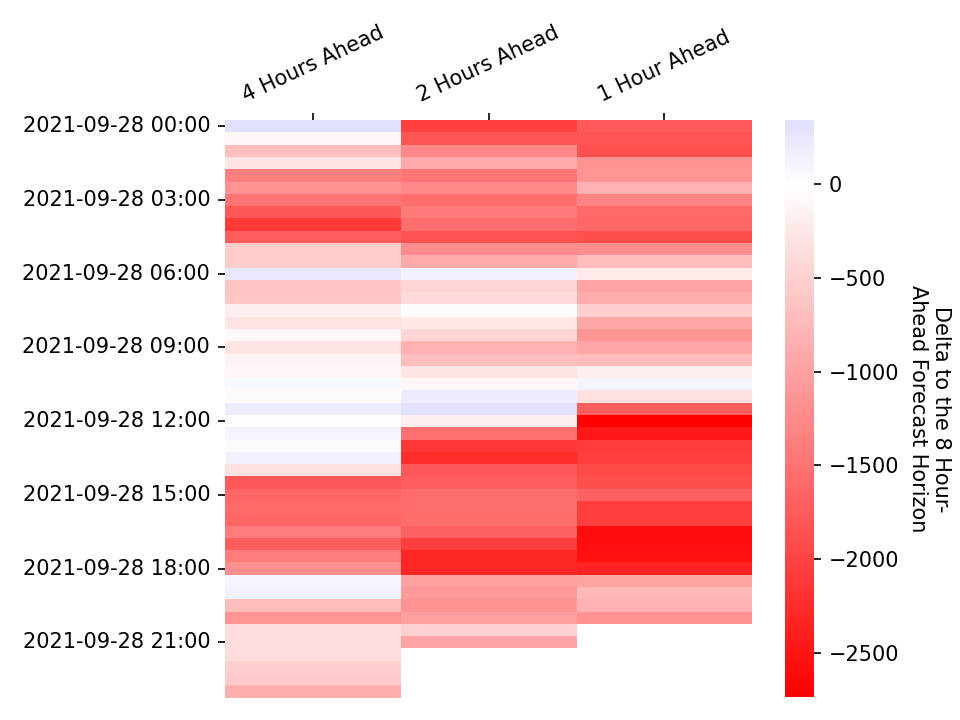 4 Hours Ahead
2 Hours Ahead
1 Hour Ahead
2021-09-28 00:00
2021-09-28 03:00
2021-09-28 06:00
2021-09-28 09:00
2021-09-28 12:00
2021-09-28 15:00
2021-09-28 18:00
2021-09-28 21:00
0
−500
−1000
−1500
−2000
−2500
Delta to the 8 Hour-
Ahead Forecast Horizon